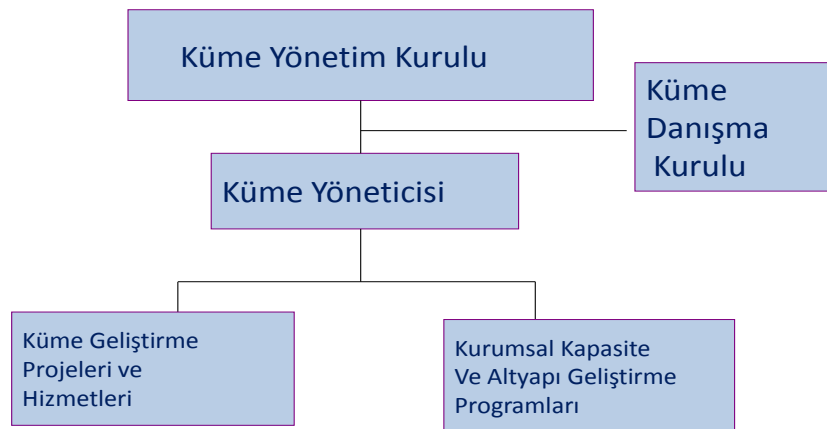 Küme Yönetim Kurulu
Küme
Danışma
Kurulu
Küme Yöneticisi
Küme Geliştirme
Projeleri ve
Hizmetleri
Kurumsal Kapasite
Ve Altyapı Geliştirme
Programları